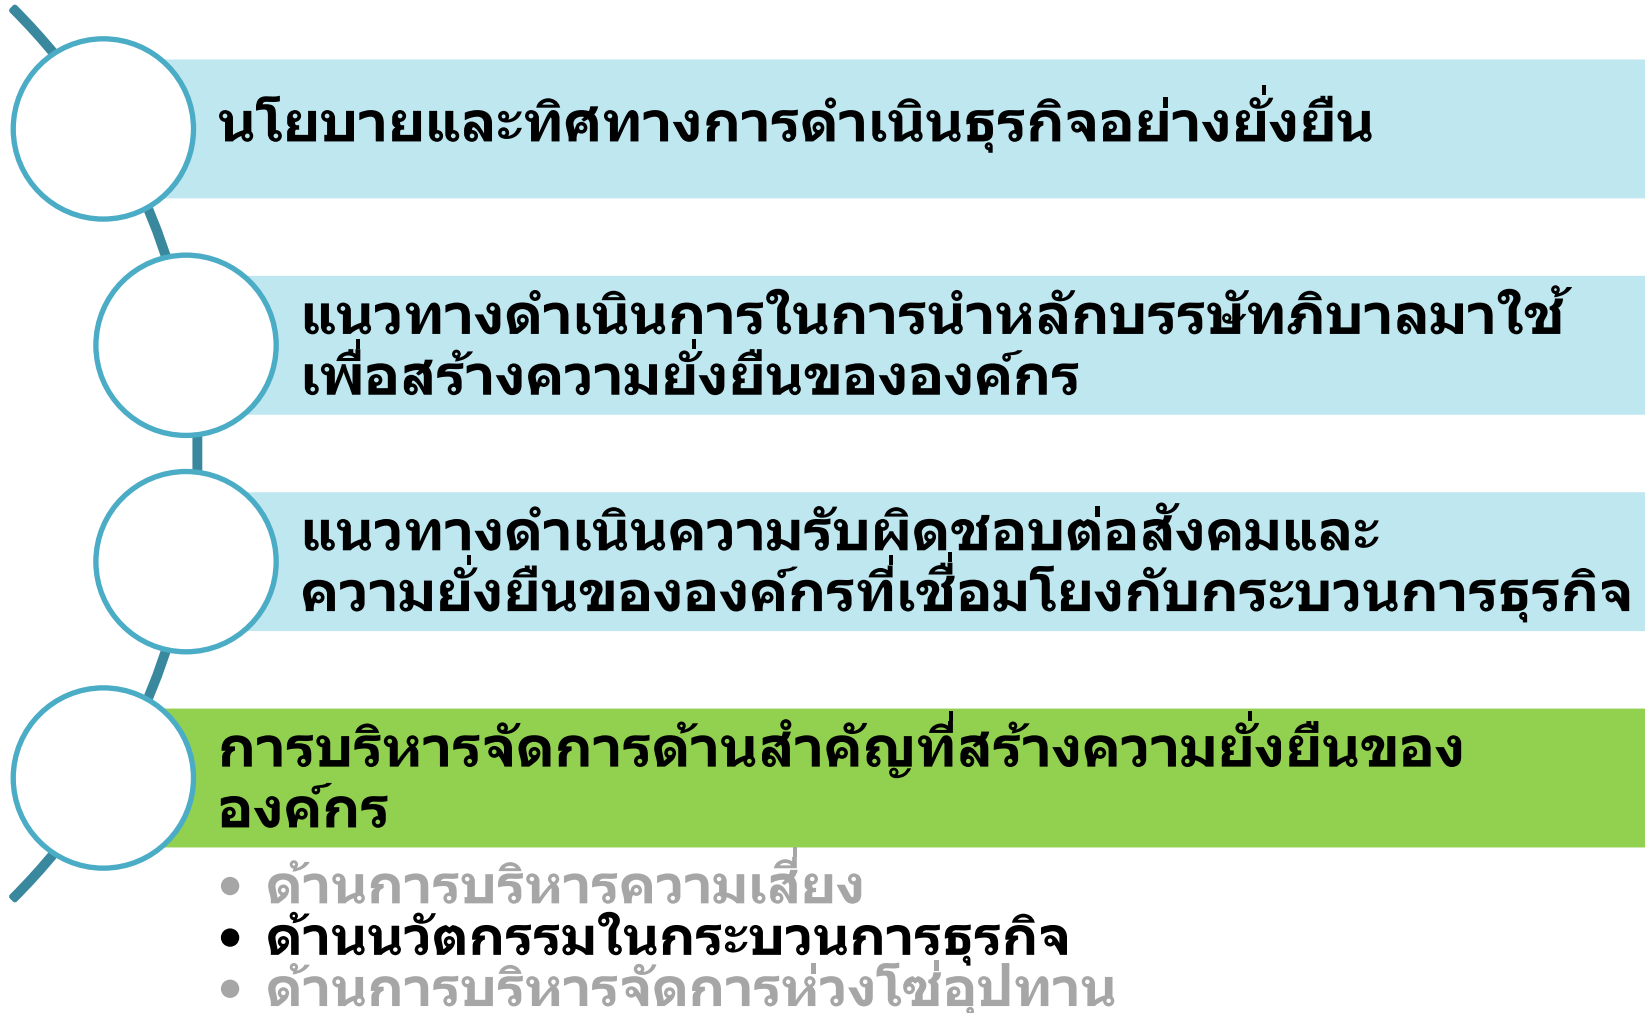 นโยบายและทิศทางการดำเนินธุรกิจอย่างยั่งยืน
แนวทางดำเนินการในการนำหลักบรรษัทภิบาลมาใช้
เพื่อสร้างความยั่งยืนขององค์กร
แนวทางดำเนินความรับผิดชอบต่อสังคมและ
ความยั่งยืนขององค์กรที่เชื่อมโยงกับกระบวนการธุรกิจ
การบริหารจัดการด้านสำคัญที่สร้างความยั่งยืนของ
องค์กร
• ด้านการบริหารความเสี่ยง
• ด้านนวัตกรรมในกระบวนการธุรกิจ
• ด้านการบริหารจัดการห่วงโซ่อุปทาน